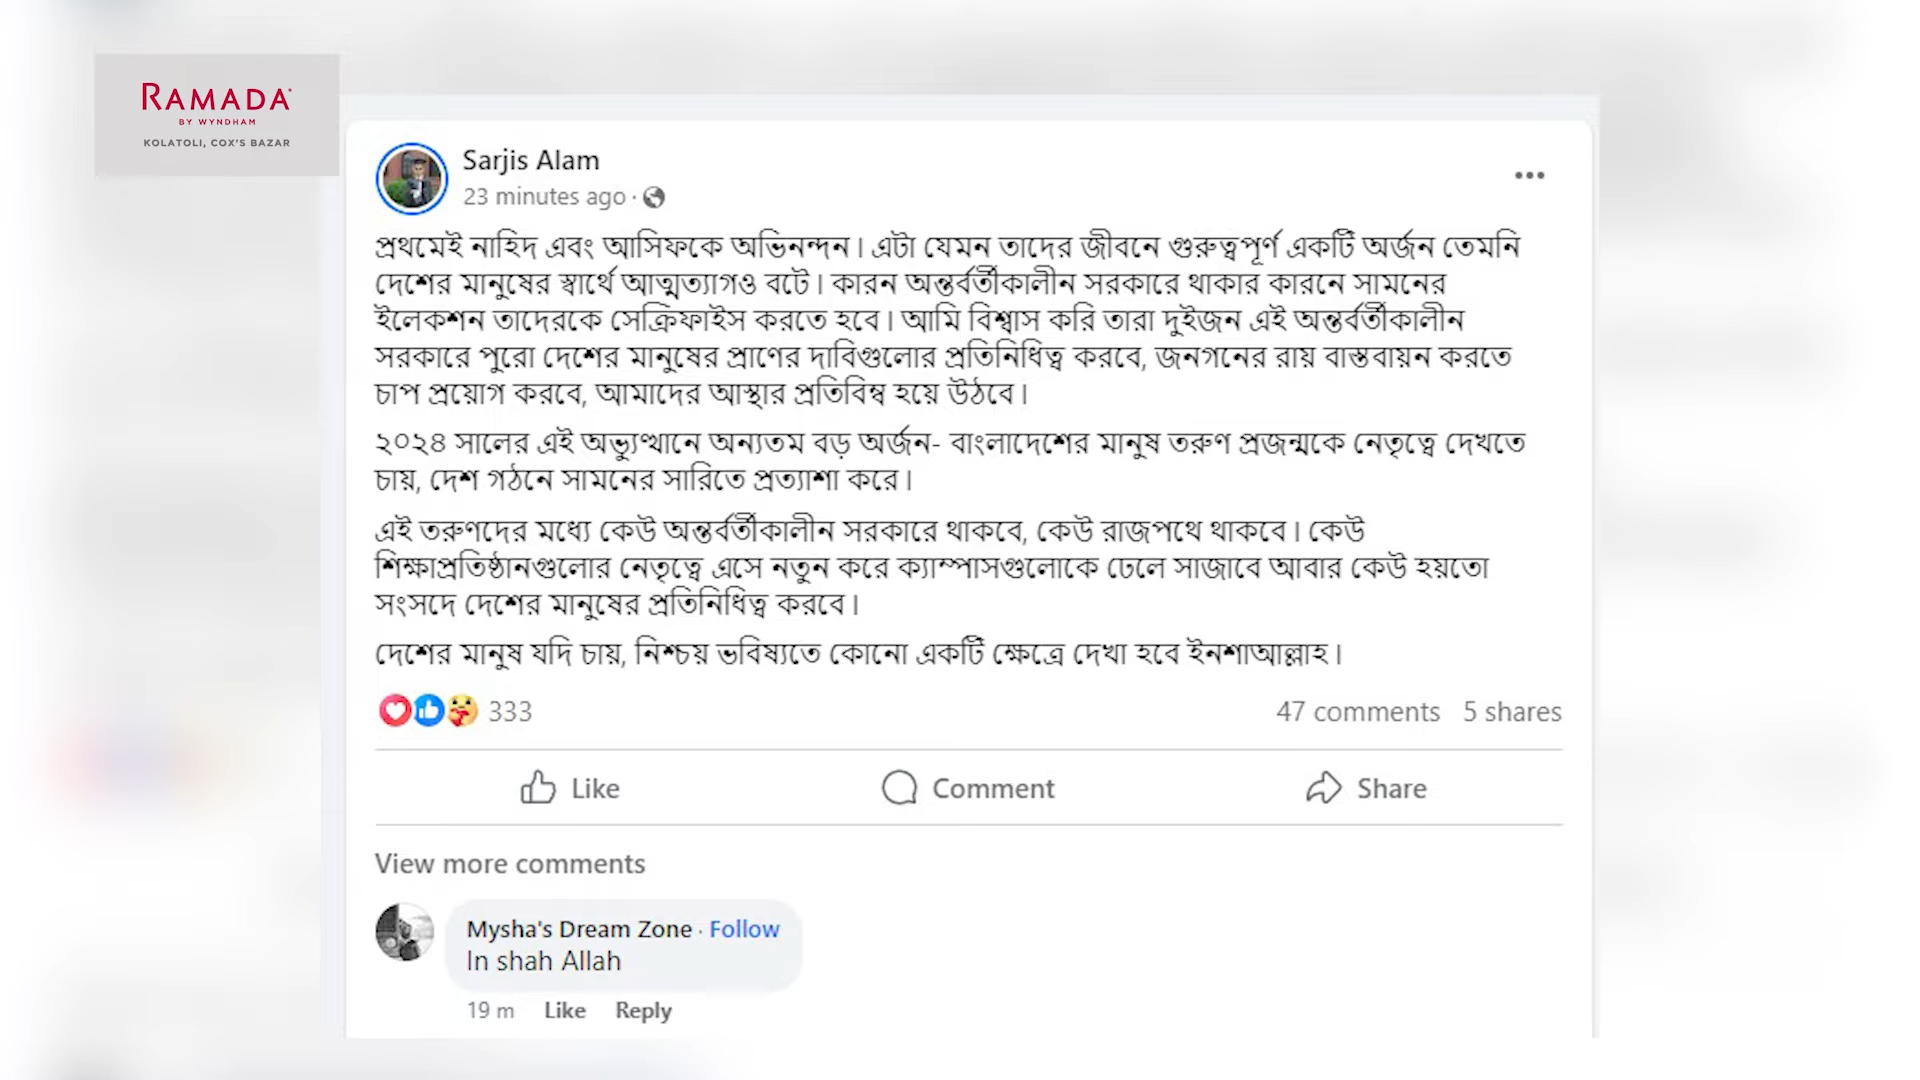 RAMADA
BY WYNDHAM
KOLATOLI, COX'S BAZAR
Sarjis Alam
23 minutes ago ·
প্রথমেই নাহিদ এবং আসিফকে অভিনন্দন। এটা যেমন তাদের জীবনে গুরুত্বপূর্ণ একটি অর্জন তেমনি
দেশের মানুষের স্বার্থে আত্মত্যাগও বটে। কারন অন্তর্বর্তীকালীন সরকারে থাকার কারনে সামনের
ইলেকশন তাদেরকে সেক্রিফাইস করতে হবে। আমি বিশ্বাস করি তারা দুইজন এই অন্তর্বর্তীকালীন
সরকারে পুরো দেশের মানুষের প্রাণের দাবিগুলোর প্রতিনিধিত্ব করবে, জনগনের রায় বাস্তবায়ন করতে
চাপ প্রয়োগ করবে, আমাদের আস্থার প্রতিবিম্ব হয়ে উঠবে।
২০২৪ সালের এই অভ্যুত্থানে অন্যতম বড় অর্জন- বাংলাদেশের মানুষ তরুণ প্রজন্মকে নেতৃত্বে দেখতে
চায়, দেশ গঠনে সামনের সারিতে প্রত্যাশা করে।
এই তরুণদের মধ্যে কেউ অন্তর্বর্তীকালীন সরকারে থাকবে, কেউ রাজপথে থাকবে। কেউ
শিক্ষাপ্রতিষ্ঠানগুলোর নেতৃত্বে এসে নতুন করে ক্যাম্পাসগুলোকে ঢেলে সাজাবে আবার কেউ হয়তো
সংসদে দেশের মানুষের প্রতিনিধিত্ব করবে।
দেশের মানুষ যদি চায়, নিশ্চয় ভবিষ্যতে কোনো একটি ক্ষেত্রে দেখা হবে ইনশাআল্লাহ।
333 47 comments 5 shares
Like Comment Share
View more comments
Mysha's Dream Zone · Follow
In shah Allah
19 m Like Reply